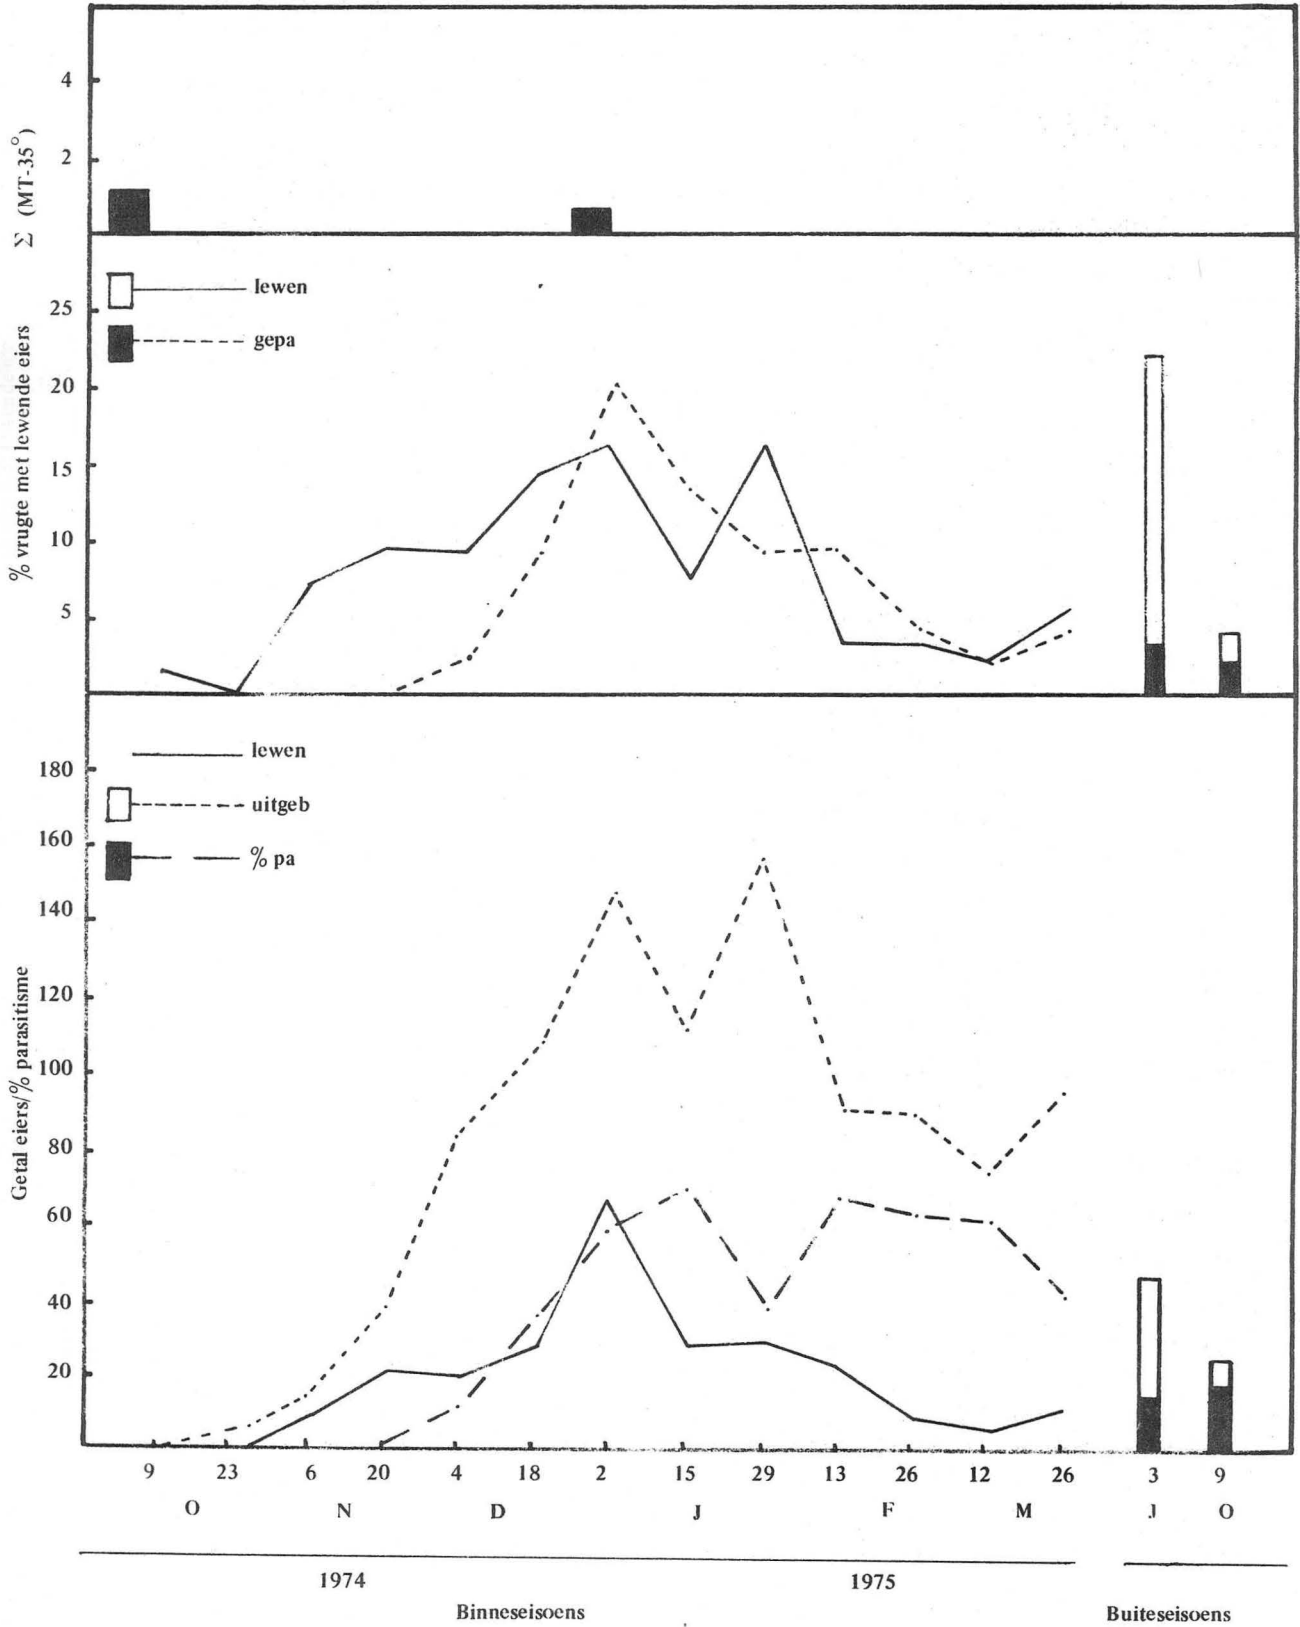 Σ (MT-35°)
4
2
% vrugte met lewende eiers
lewen
gepa
25
20
15
10
5
Getal eiers/% parasitisme
lewen
uitgeb
% pa
180
160
140
120
100
80
60
40
20
9 23 6 20 4 18 2 15 29 13 26 12 26 3 9
O N D J F M J O
1974 1975
Binneseisoens Buiteseisoens